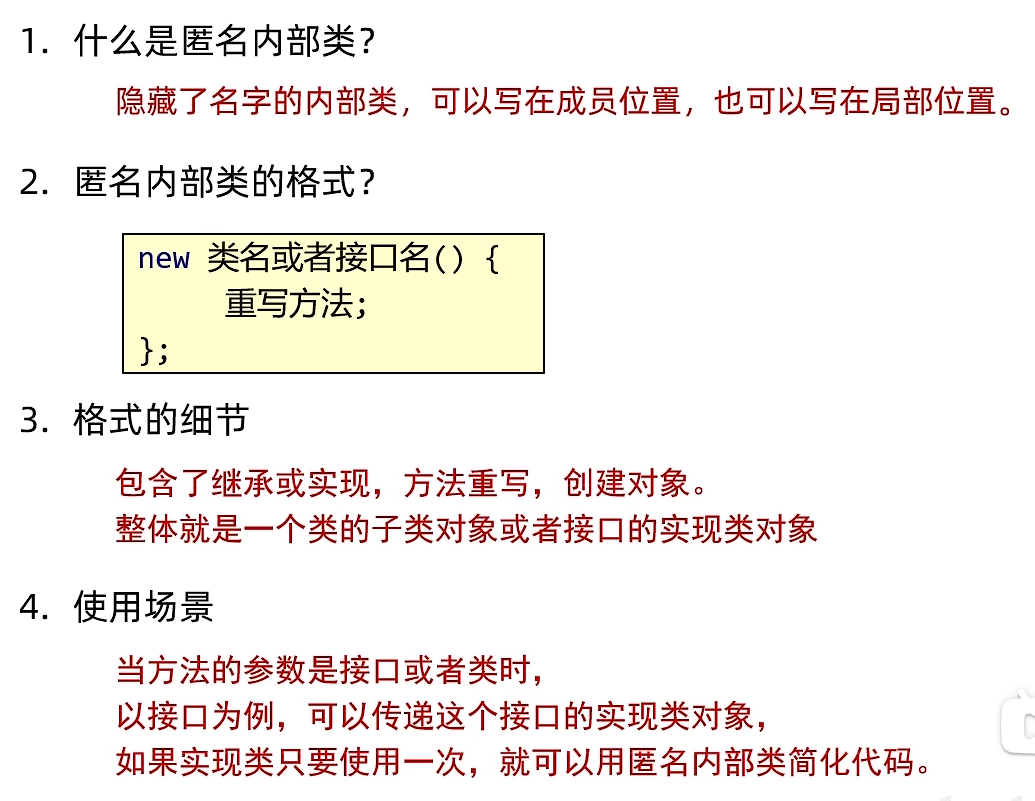 1. 什么是匿名内部类？
隐藏了名字的内部类，可以写在成员位置，也可以写在局部位置。
2. 匿名内部类的格式？
new 类名或者接口名() {
重写方法;
};
3. 格式的细节
包含了继承或实现，方法重写，创建对象。
整体就是一个类的子类对象或者接口的实现类对象
4. 使用场景
当方法的参数是接口或者类时，
以接口为例，可以传递这个接口的实现类对象，
如果实现类只要使用一次，就可以用匿名内部类简化代码。